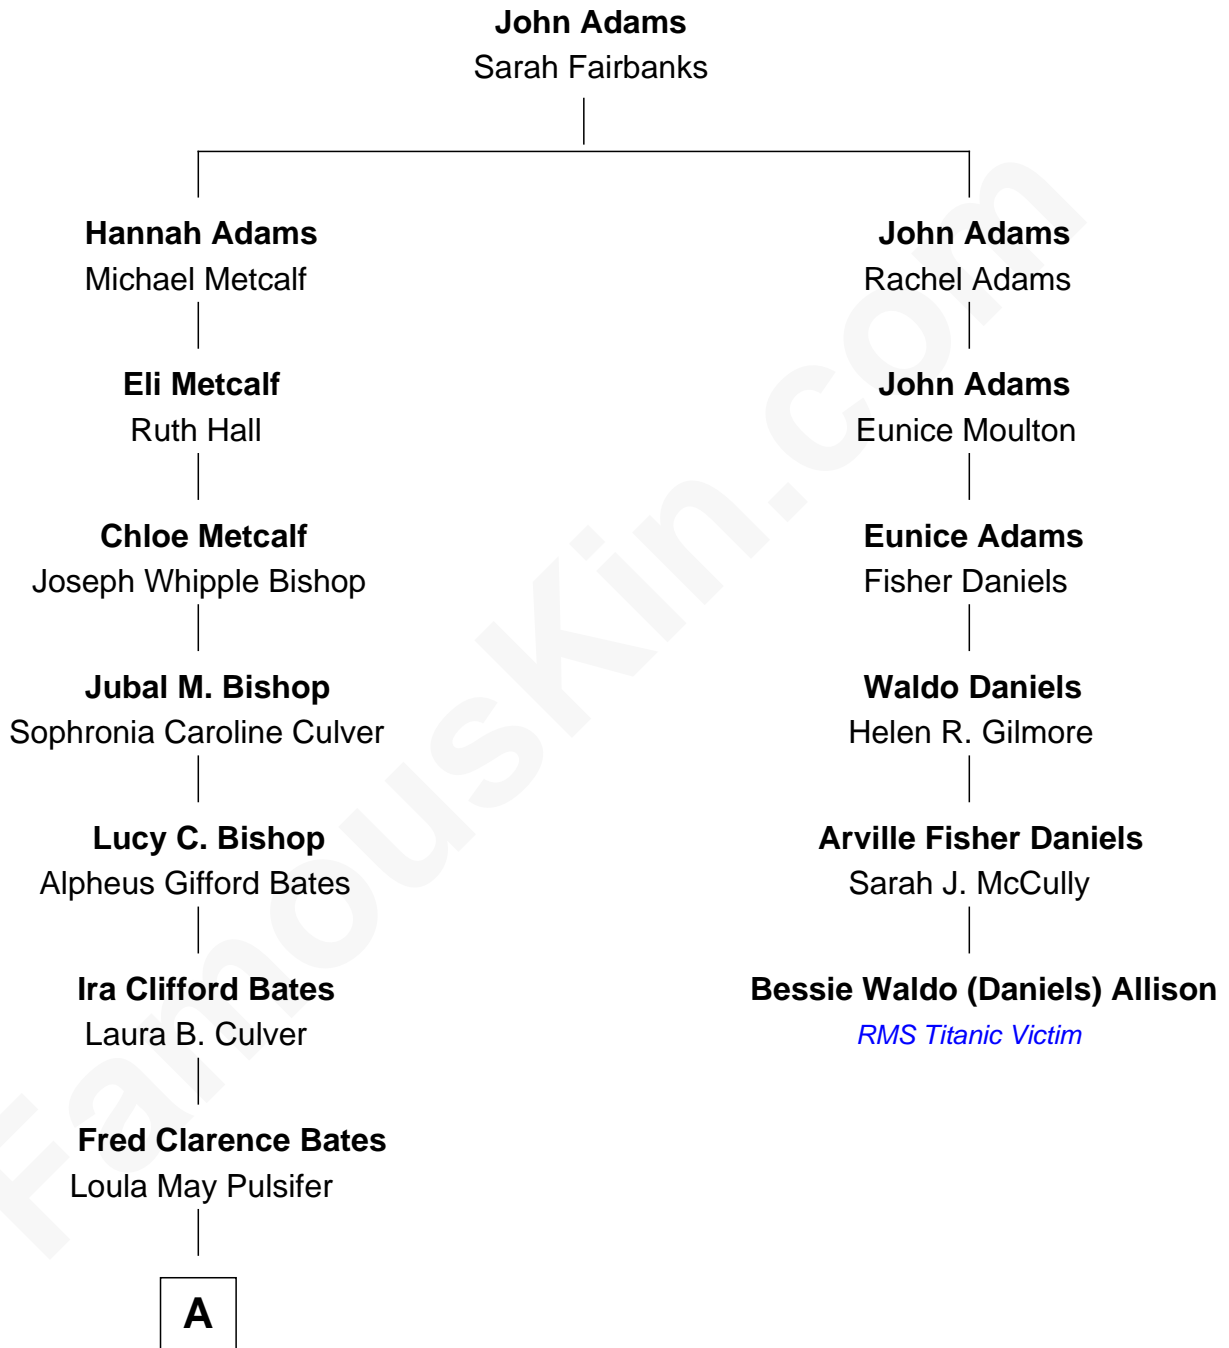 John Adams
Sarah Fairbanks
Hannah Adams
Michael Metcalf
John Adams
Rachel Adams
Eli Metcalf
Ruth Hall
John Adams
Eunice Moulton
Chloe Metcalf
Joseph Whipple Bishop
Eunice Adams
Fisher Daniels
Jubal M. Bishop
Sophronia Caroline Culver
Waldo Daniels
Helen R. Gilmore
Lucy C. Bishop
Alpheus Gifford Bates
Arville Fisher Daniels
Sarah J. McCully
Ira Clifford Bates
Laura B. Culver
Bessie Waldo (Daniels) Allison
RMS Titanic Victim
Fred Clarence Bates
Loula May Pulsifer
A
FamousKin.com